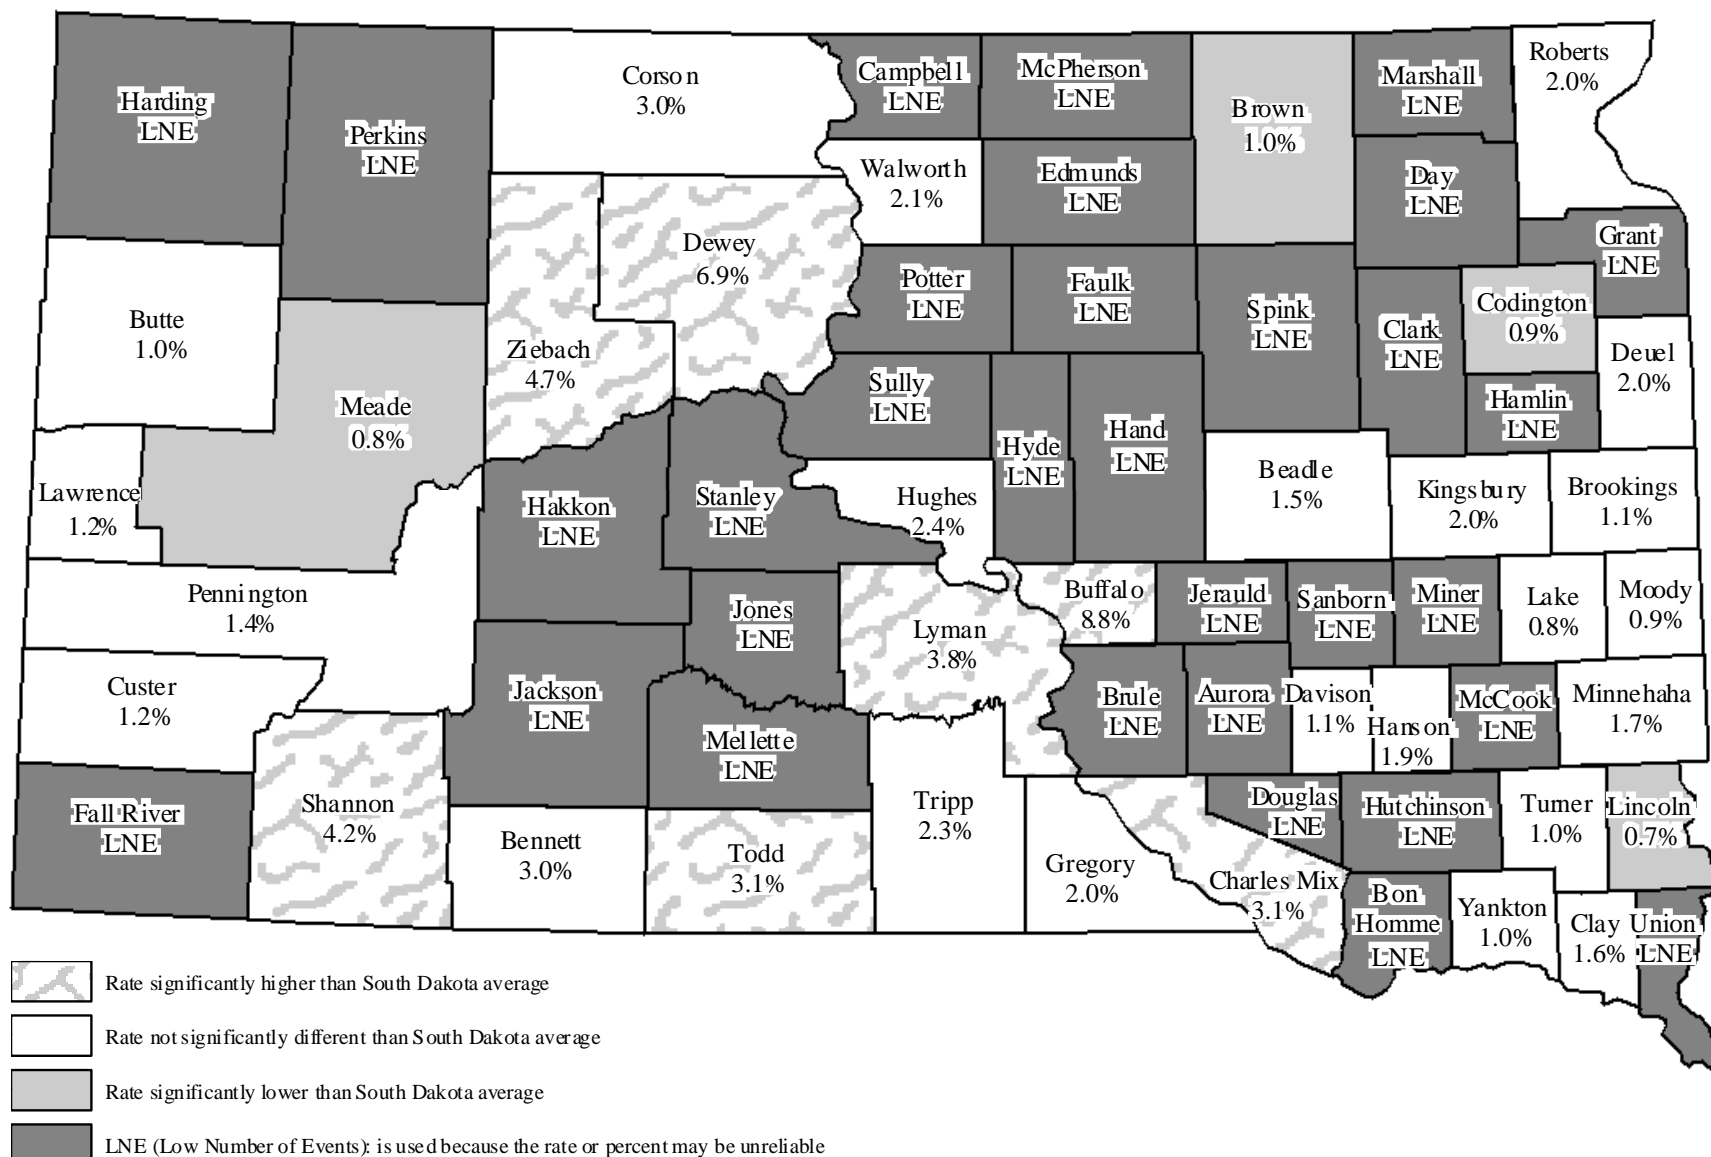 Harding
LNE
Perkins
LNE
Corson
3.0%
Campbell
LNE
McPherson
LNE
Brown
1.0%
Marshall
LNE
Roberts
2.0%
Walworth
2.1%
Edmunds
LNE
Day
LNE
Grant
LNE
Dewey
6.9%
Ziebach
4.7%
Butte
1.0%
Meade
0.8%
Potter
LNE
Faulk
LNE
Spink
LNE
Clark
LNE
Codington
0.9%
Deuel
2.0%
Hamlin
LNE
Sully
LNE
Hyde
LNE
Hand
LNE
Lawrence
1.2%
Hakkon
LNE
Stanley
LNE
Hughes
2.4%
Beadle
1.5%
Kingsbury
2.0%
Brookings
1.1%
Pennington
1.4%
Jones
LNE
Lyman
3.8%
Buffalo
8.8%
Jerauld
LNE
Sanborn
LNE
Miner
LNE
Lake
0.8%
Moody
0.9%
Custer
1.2%
Jackson
LNE
Mellette
LNE
Brule
LNE
Aurora
LNE
Davison
1.1%
Hanson
1.9%
McCook
LNE
Minnehaha
1.7%
Fall River
LNE
Shannon
4.2%
Bennett
3.0%
Todd
3.1%
Tripp
2.3%
Gregory
2.0%
Charles Mix
3.1%
Douglas
LNE
Hutchinson
LNE
Turner
1.0%
Lincoln
0.7%
Bon
Homme
LNE
Yankton
1.0%
Clay
1.6%
Union
LNE
Rate significantly higher than South Dakota average
Rate not significantly different than South Dakota average
Rate significantly lower than South Dakota average
LNE (Low Number of Events): is used because the rate or percent may be unreliable